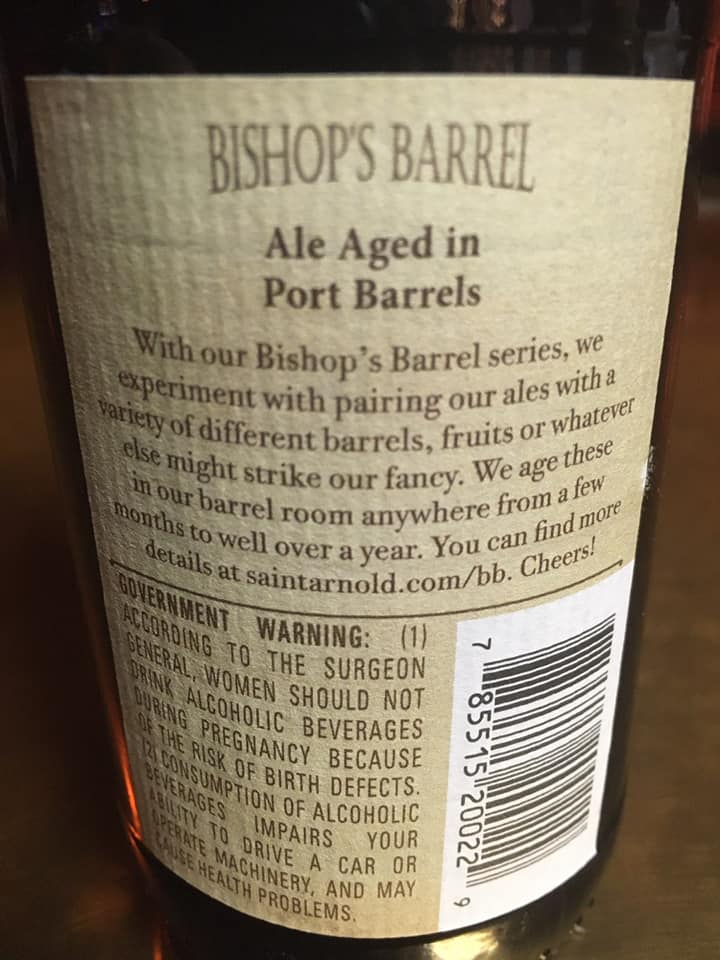 BISHOP'S BARREL
Ale Aged in
Port Barrels
With our Bishop's Barrel series, we
experiment with pairing our ales with a
variety of different barrels, fruits or whatever
else might strike our fancy. We age these
in our barrel room anywhere from a few
months to well over a year. You can find more
details at saintarnold.com/bb. Cheers!
GOVERNMENT WARNING: (1)
ACCORDING TO THE SURGEON
GENERAL, WOMEN SHOULD NOT
DRINK ALCOHOLIC BEVERAGES
DURING PREGNANCY BECAUSE
OF THE RISK OF BIRTH DEFECTS.
(2) CONSUMPTION OF ALCOHOLIC
BEVERAGES IMPAIRS YOUR
ABILITY TO DRIVE A CAR OR
OPERATE MACHINERY, AND MAY
CAUSE HEALTH PROBLEMS.
7 85515 20022 9